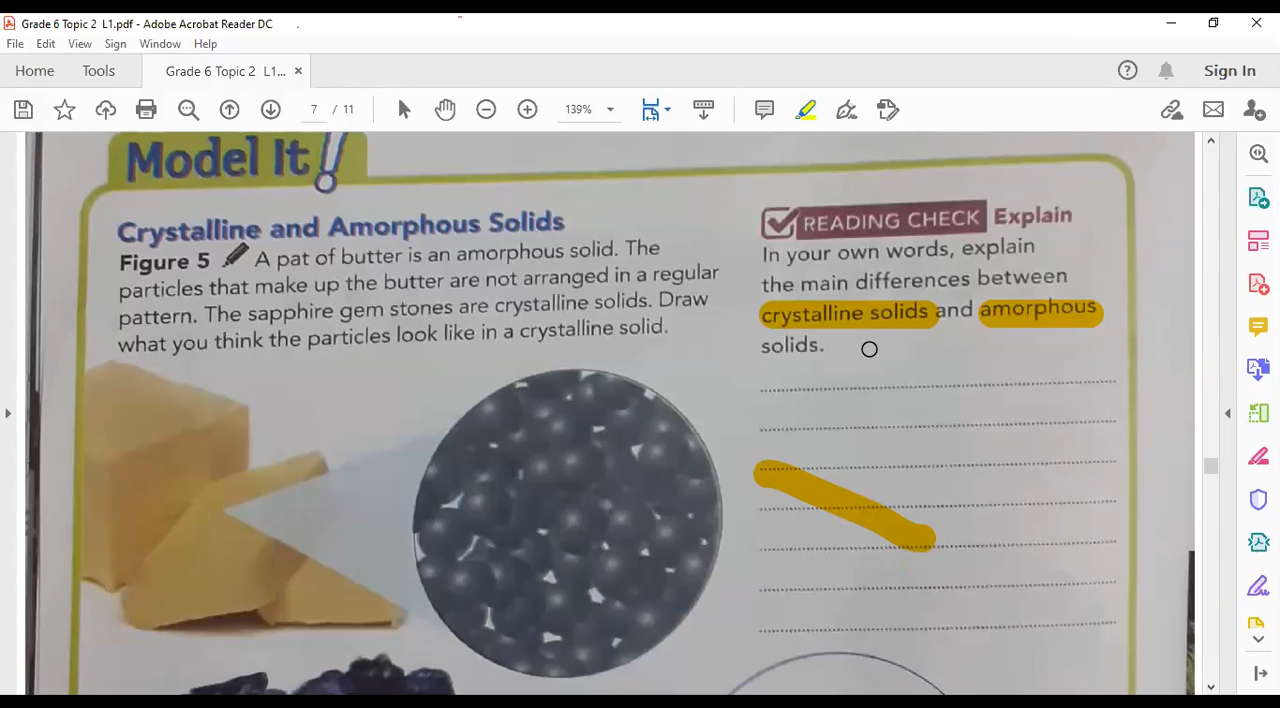 Grade 6 Topic 2 L1.pdf - Adobe Acrobat Reader DC
File Edit View Sign Window Help
Home Tools Grade 6 Topic 2 L1... ×
7 / 11 139%
Sign In
Model It!
Crystalline and Amorphous Solids
Figure 5 A pat of butter is an amorphous solid. The
particles that make up the butter are not arranged in a regular
pattern. The sapphire gem stones are crystalline solids. Draw
what you think the particles look like in a crystalline solid.
READING CHECK Explain
In your own words, explain
the main differences between
crystalline solids and amorphous
solids.